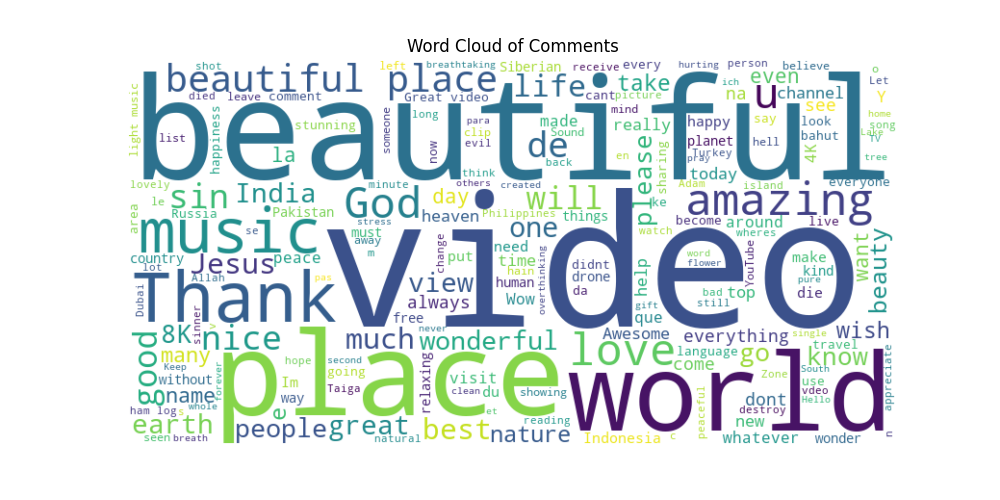 Word Cloud of Comments
shot left breathtaking Siberian receive every hurting person believe o
beautiful place life take even ich Let
died leave comment Great video cant picture u channel Y home
light music beautiful
happiness stunning long para someone now clip evil made Sound really mind happy planet say hell look bahut see 4K song Lake TV
list la de back please sharing Turkey pray today na tree
lovely think en everyone
sin India God minute others created day will ke Adam island amazing
le area Russia Pakistan heaven Philippines things one watch become around live
music se stress must away m video wheres
country peace change put need time want beauty
lot Jesus Allah view hain Wow human didnt drone da help word flower YouTube make kind pure
Thank pas always overthinking bad top die
Dubai sinner v free que gift still
8K nice much never wonderful Awesome everything single wish
good many Keep hope second going relaxing love language come go travel know
without Im visit du showing Zone South use vdeo Hello appreciate
name forever way Taiga clean place world peaceful dont destroy
ham log s whole e et reading new
earth people great best nature Indonesia c whatever wonder n
seen breath natural